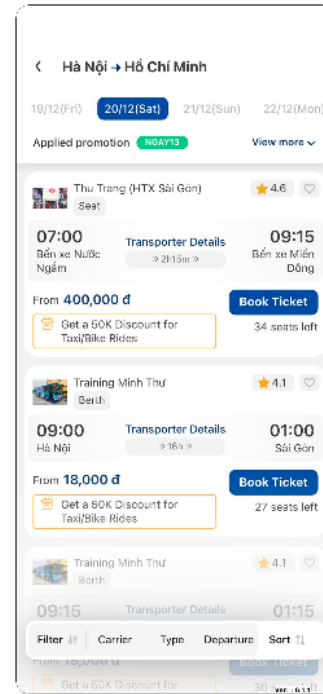 Hà Nội → Hồ Chí Minh
19/12(Fri) 20/12(Sat) 21/12(Sun) 22/12(Mon)
Applied promotion NGAY13 View more
Thu Trang (HTX Sài Gòn) 4.6
Seat
07:00 Transporter Details 09:15
Bến xe Nước Ngầm » 2h15m » Bến xe Miền Đông
From 400,000 đ Book Ticket
Get a 50K Discount for 34 seats left
Taxi/Bike Rides
Training Minh Thư 4.1
Berth
09:00 Transporter Details 01:00
Hà Nội » 16h » Sài Gòn
From 18,000 đ Book Ticket
Get a 50K Discount for 27 seats left
Taxi/Bike Rides
Training Minh Thư 4.1
Berth
09:15 Transporter Details 01:15
Filter Carrier Type Departure Sort
From 18,000 đ Book Ticket
Get a 50K Discount for